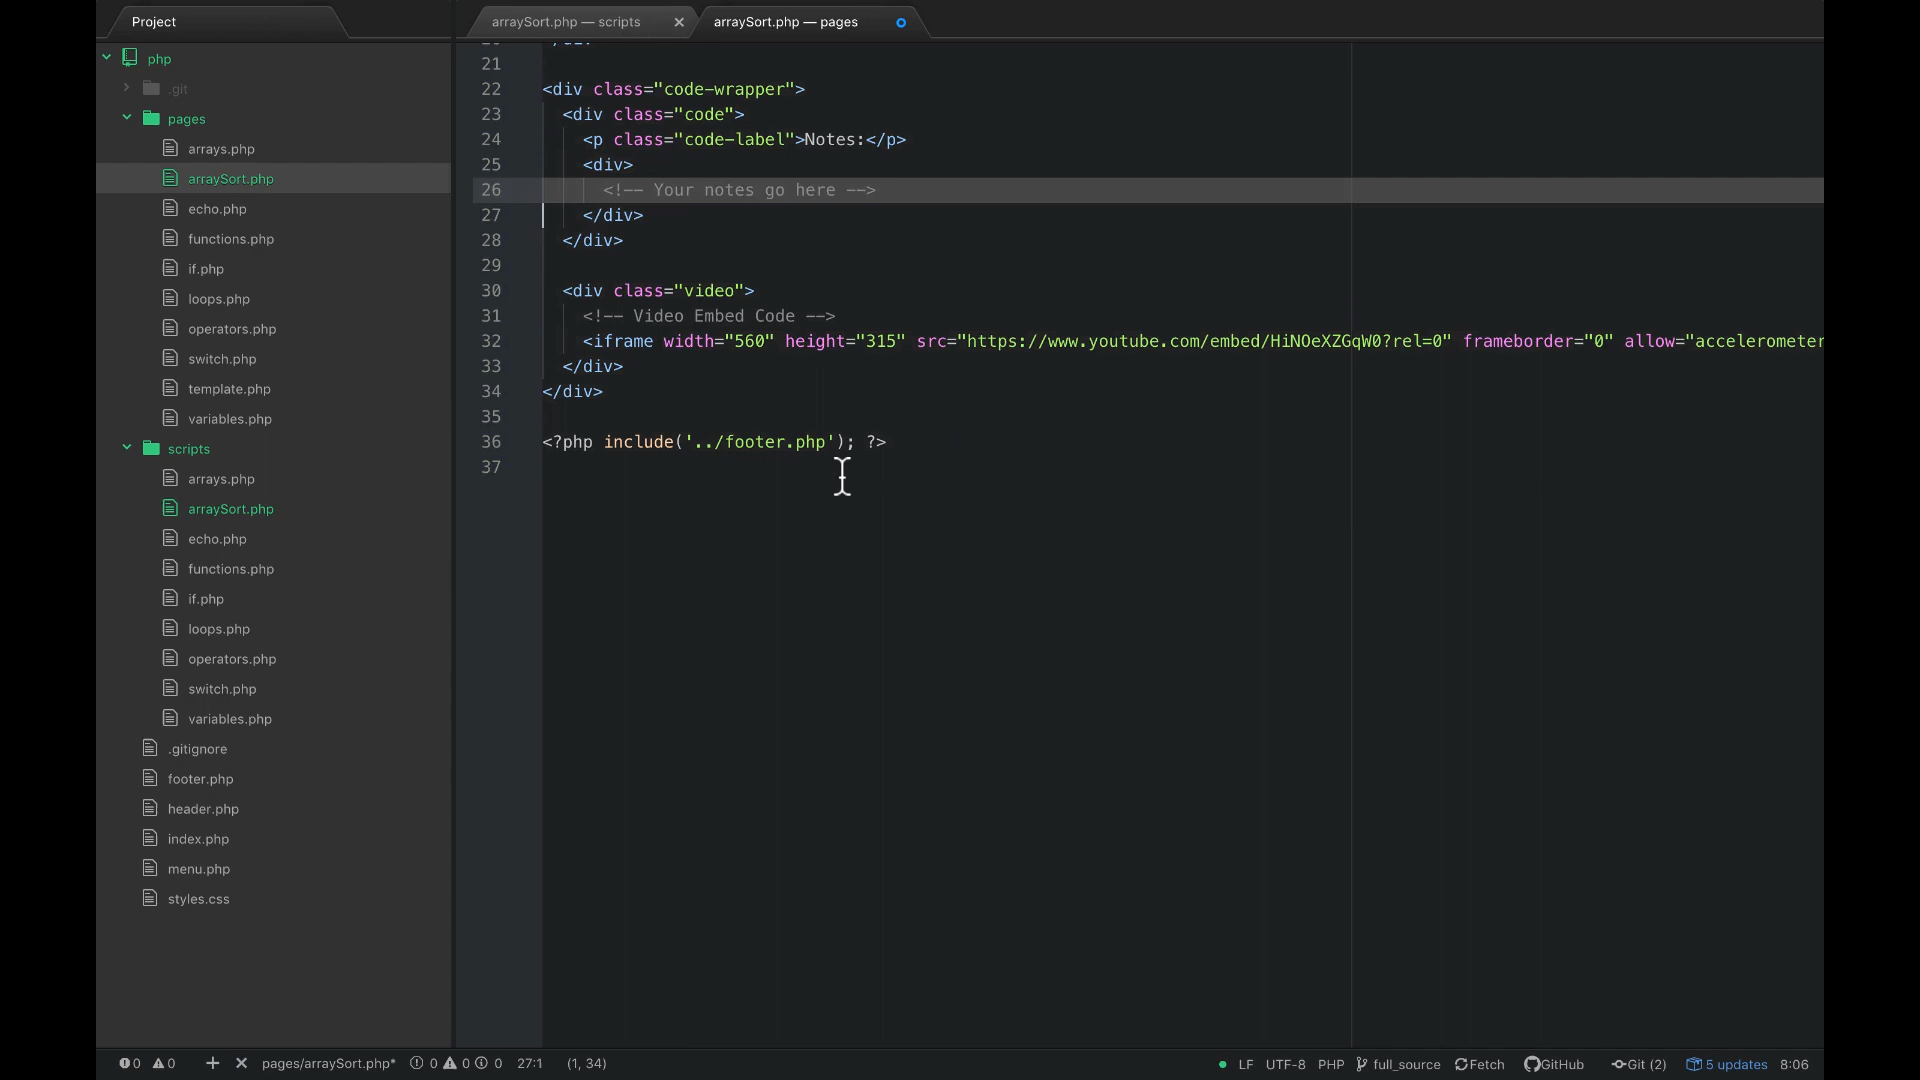 Project
arraySort.php — scripts
arraySort.php — pages
php
.git
pages
arrays.php
arraySort.php
echo.php
functions.php
if.php
loops.php
operators.php
switch.php
template.php
variables.php
scripts
arrays.php
arraySort.php
echo.php
functions.php
if.php
loops.php
operators.php
switch.php
variables.php
.gitignore
footer.php
header.php
index.php
menu.php
styles.css
21
22 <div class="code-wrapper">
23 <div class="code">
24 <p class="code-label">Notes:</p>
25 <div>
26 <!-- Your notes go here -->
27 </div>
28 </div>
29
30 <div class="video">
31 <!-- Video Embed Code -->
32 <iframe width="560" height="315" src="https://www.youtube.com/embed/HiNOeXZGqW0?rel=0" frameborder="0" allow="accelerometer
33 </div>
34 </div>
35
36 <?php include('../footer.php'); ?>
37
0 0 pages/arraySort.php* 0 0 0 27:1 (1, 34) LF UTF-8 PHP full_source Fetch GitHub Git (2) 5 updates 8:06